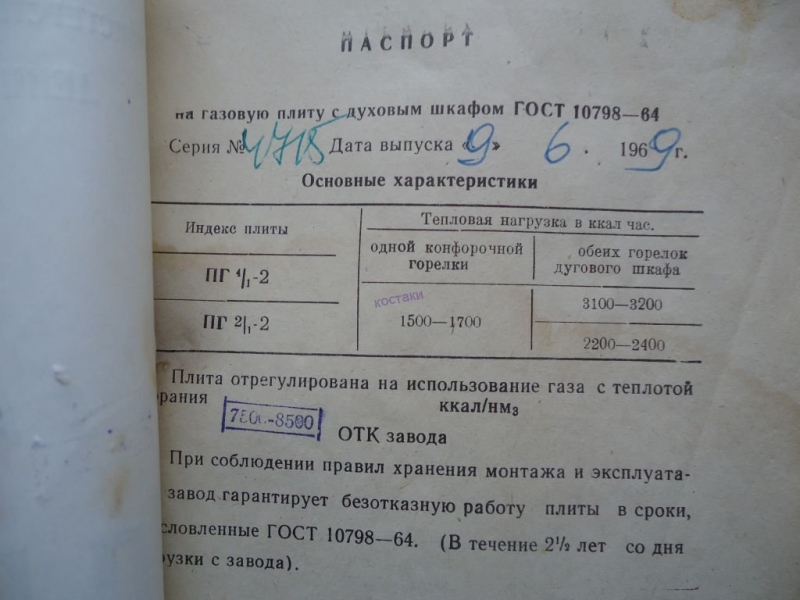 ПАСПОРТ
на газовую плиту с духовым шкафом ГОСТ 10798—64
Серия № Дата выпуска «9» 6. 1969 г.
Основные характеристики
Индекс плиты
Тепловая нагрузка в ккал час.
одной конфорочной горелки
обеих горелок дугового шкафа
ПГ 4/1-2
костаки
3100—3200
ПГ 2/1-2
1500—1700
2200—2400
Плита отрегулирована на использование газа с теплотой
орания ккал/нм3
7500-8500
ОТК завода
При соблюдении правил хранения монтажа и эксплуата-
завод гарантирует безотказную работу плиты в сроки,
словленные ГОСТ 10798—64. (В течение 2½ лет со дня
рузки с завода).